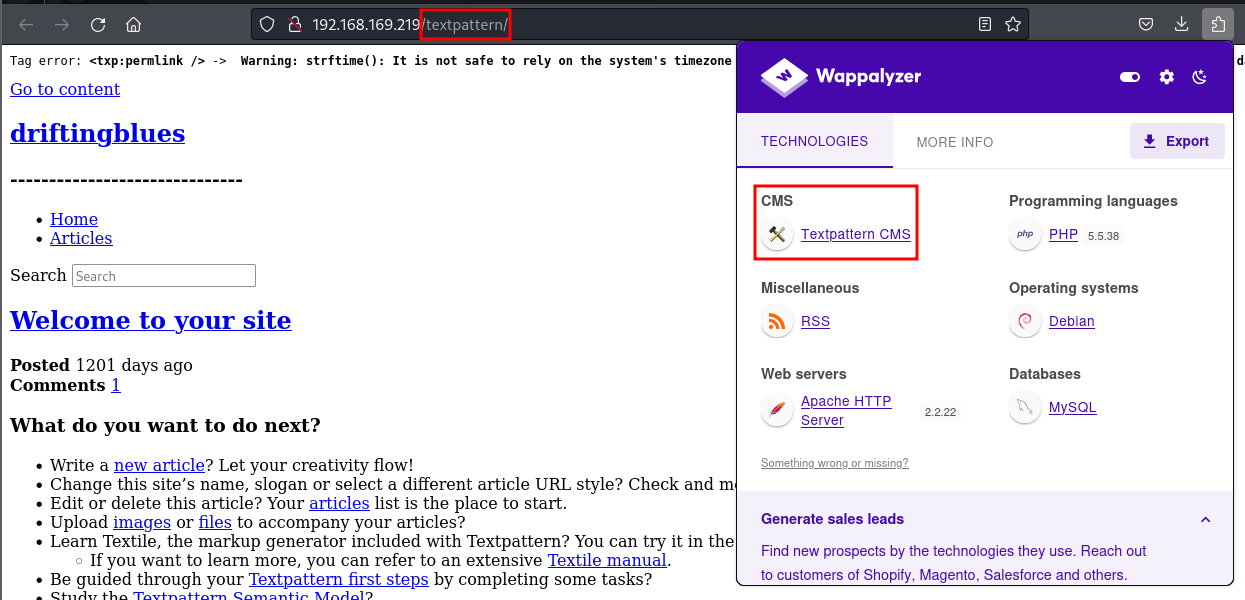 192.168.169.219/textpattern/
Tag error: <txp:permlink /> -> Warning: strftime(): It is not safe to rely on the system's timezone
Go to content
driftingblues
------------------------------
Home
Articles
Search Search
Welcome to your site
Posted 1201 days ago
Comments 1
What do you want to do next?
Write a new article? Let your creativity flow!
Change this site’s name, slogan or select a different article URL style? Check and
Edit or delete this article? Your articles list is the place to start.
Upload images or files to accompany your articles?
Learn Textile, the markup generator included with Textpattern? You can try it in the
If you want to learn more, you can refer to an extensive Textile manual.
Be guided through your Textpattern first steps by completing some tasks?
Study the Textpattern Semantic Model?
Wappalyzer
TECHNOLOGIES
MORE INFO
Export
CMS
Textpattern CMS
Programming languages
php PHP 5.5.38
Miscellaneous
RSS
Operating systems
Debian
Web servers
Apache HTTP
Server 2.2.22
Databases
MySQL
Something wrong or missing?
Generate sales leads
Find new prospects by the technologies they use. Reach out
to customers of Shopify, Magento, Salesforce and others.